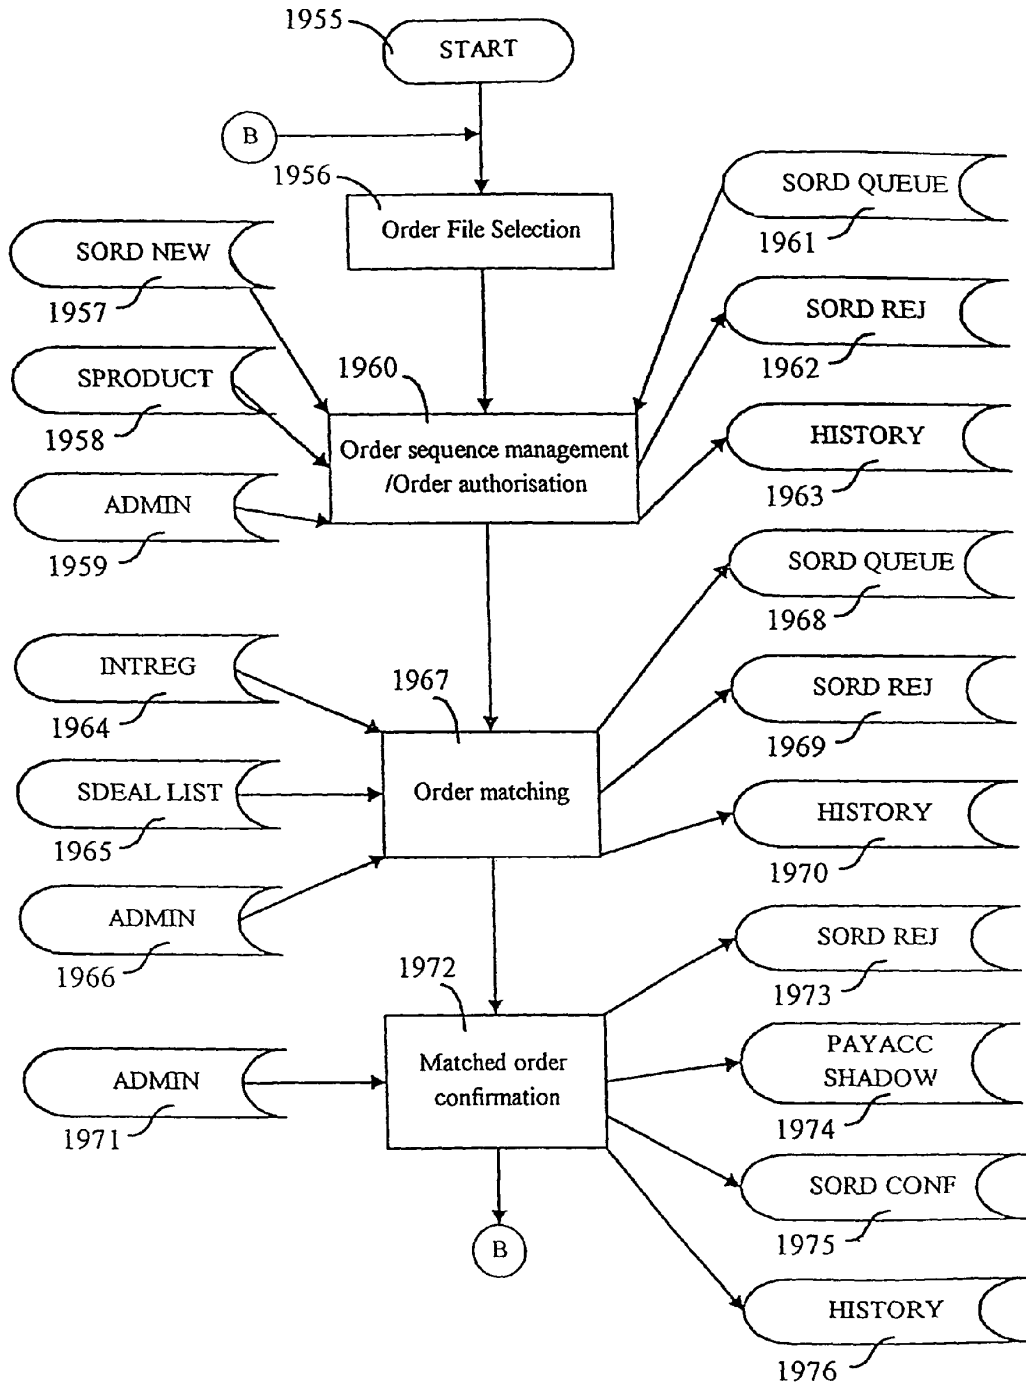 1955
START
B
1956
Order File Selection
SORD QUEUE
1961
SORD NEW
1957
SORD REJ
1962
SPRODUCT
1958
1960
Order sequence management
/Order authorisation
HISTORY
1963
ADMIN
1959
SORD QUEUE
1968
INTREG
1964
1967
Order matching
SORD REJ
1969
SDEAL LIST
1965
HISTORY
1970
ADMIN
1966
SORD REJ
1973
1972
Matched order
confirmation
ADMIN
1971
PAYACC
SHADOW
1974
SORD CONF
1975
B
HISTORY
1976